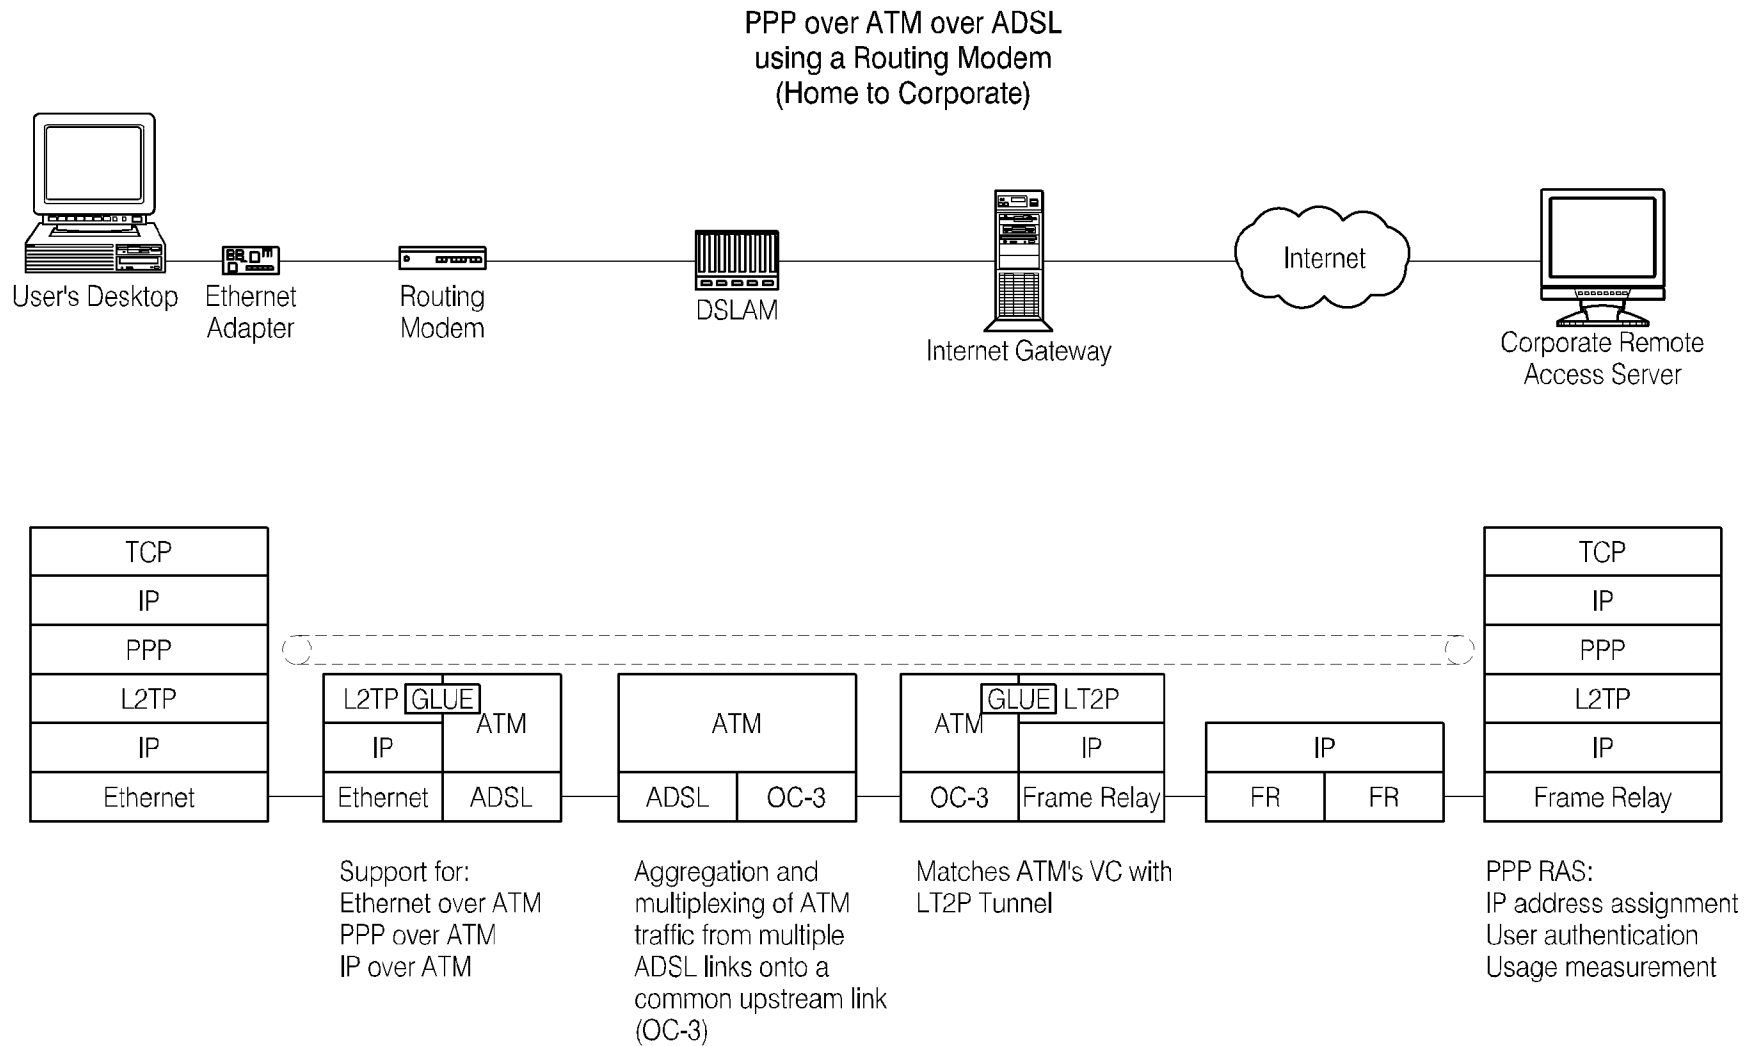 PPP over ATM over ADSL
using a Routing Modem
(Home to Corporate)
User's Desktop
Ethernet
Adapter
Routing
Modem
DSLAM
Internet Gateway
Internet
Corporate Remote
Access Server
TCP
IP
PPP
L2TP
IP
Ethernet
L2TP GLUE ATM
IP
Ethernet ADSL
ATM
ADSL OC-3
ATM GLUE LT2P
IP
OC-3 Frame Relay
IP
FR FR
TCP
IP
PPP
L2TP
IP
Frame Relay
Support for:
Ethernet over ATM
PPP over ATM
IP over ATM
Aggregation and
multiplexing of ATM
traffic from multiple
ADSL links onto a
common upstream link
(OC-3)
Matches ATM's VC with
LT2P Tunnel
PPP RAS:
IP address assignment
User authentication
Usage measurement